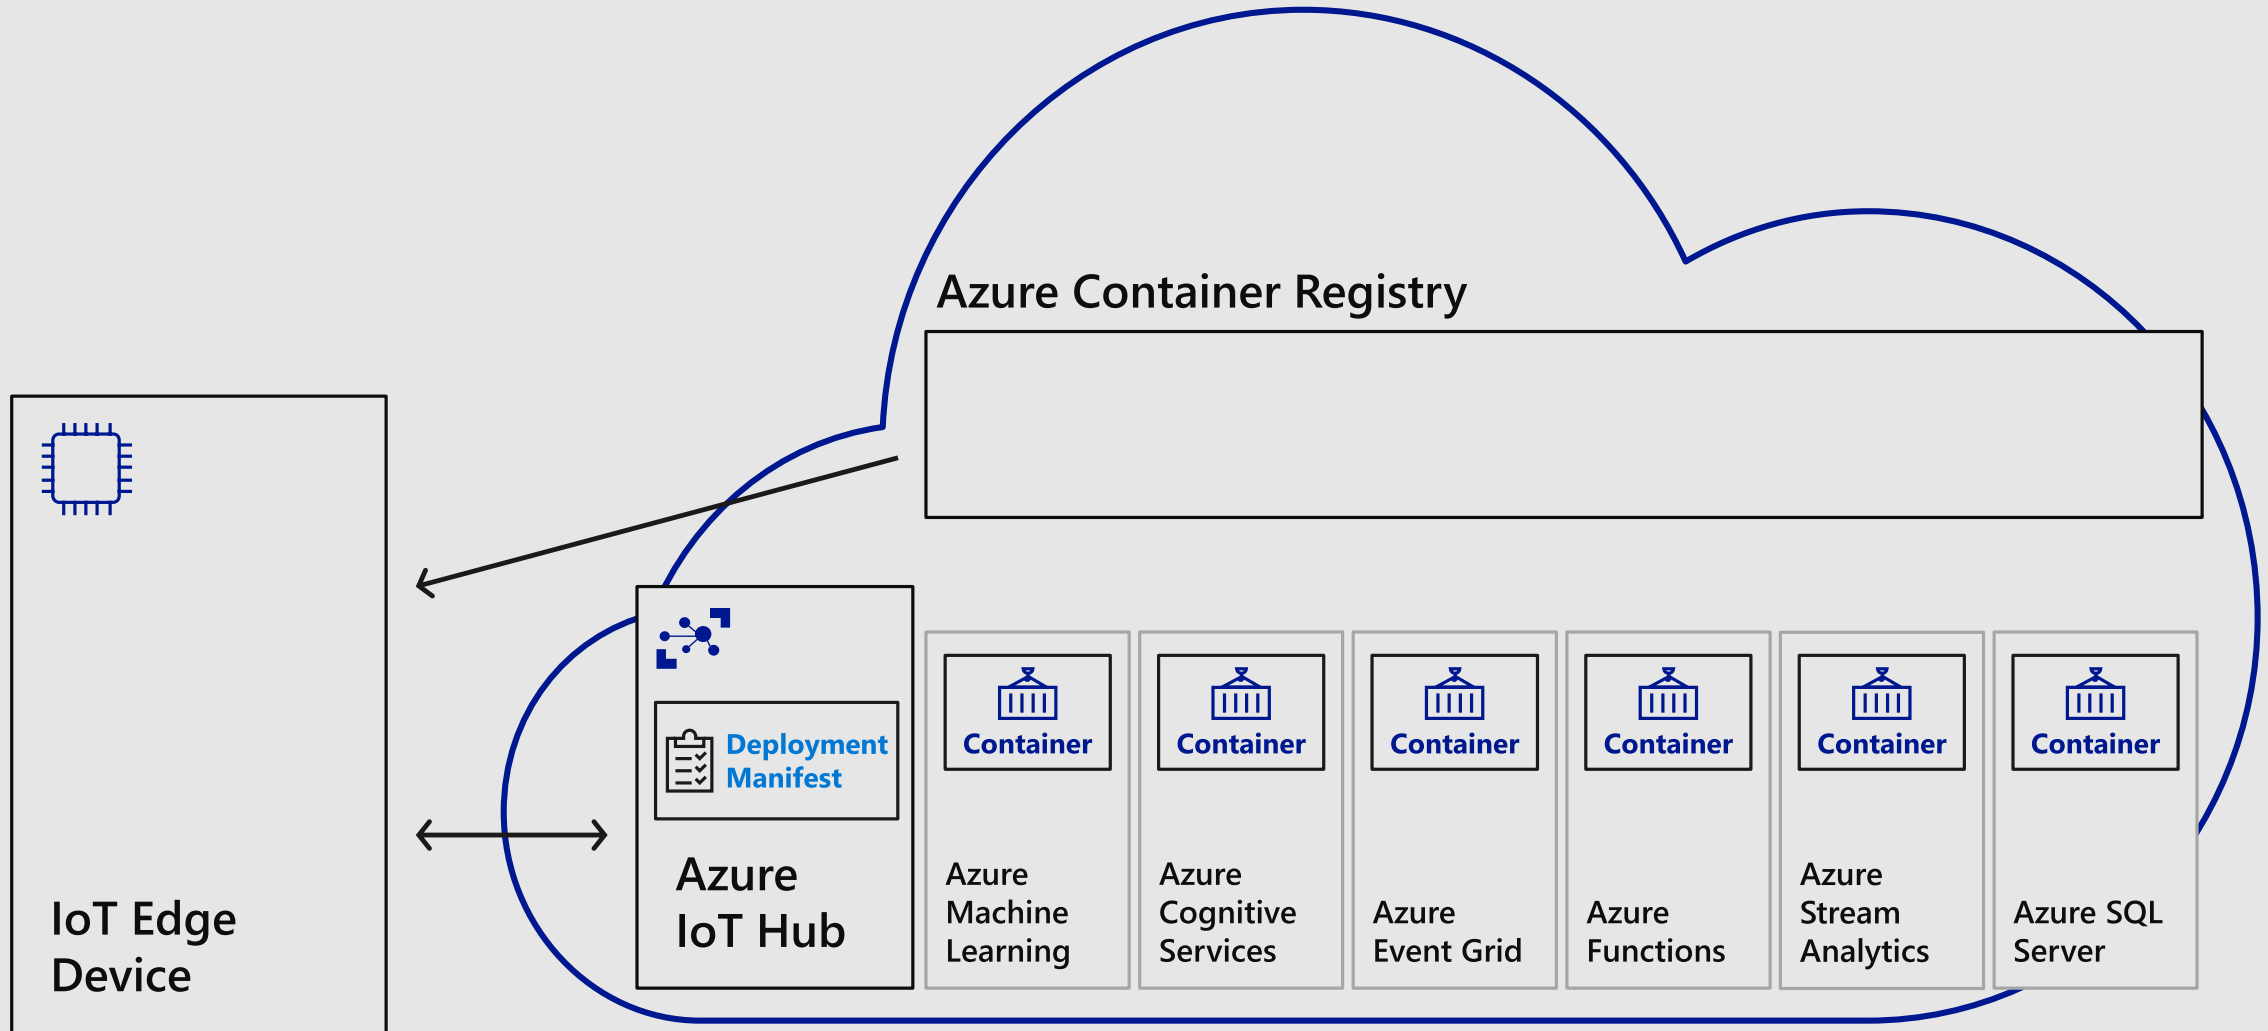 Azure Container Registry
IoT Edge
Device
Deployment
Manifest
Azure
IoT Hub
Container
Azure
Machine
Learning
Container
Azure
Cognitive
Services
Container
Azure
Event Grid
Container
Azure
Functions
Container
Azure
Stream
Analytics
Container
Azure SQL
Server